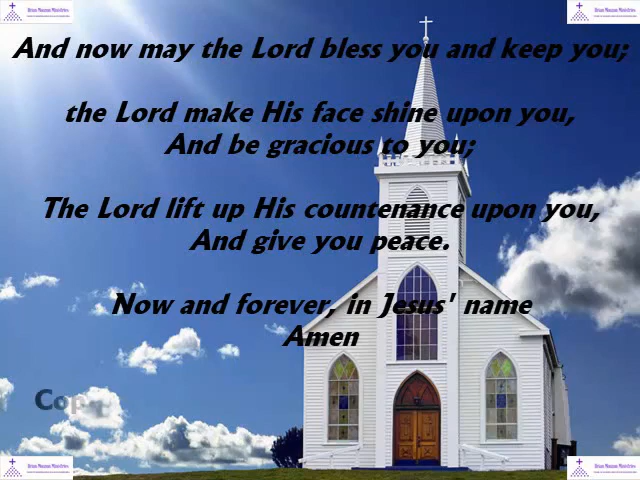 And now may the Lord bless you and keep you;
the Lord make His face shine upon you,
And be gracious to you;
The Lord lift up His countenance upon you,
And give you peace.
Now and forever, in Jesus' name
Amen
Cop